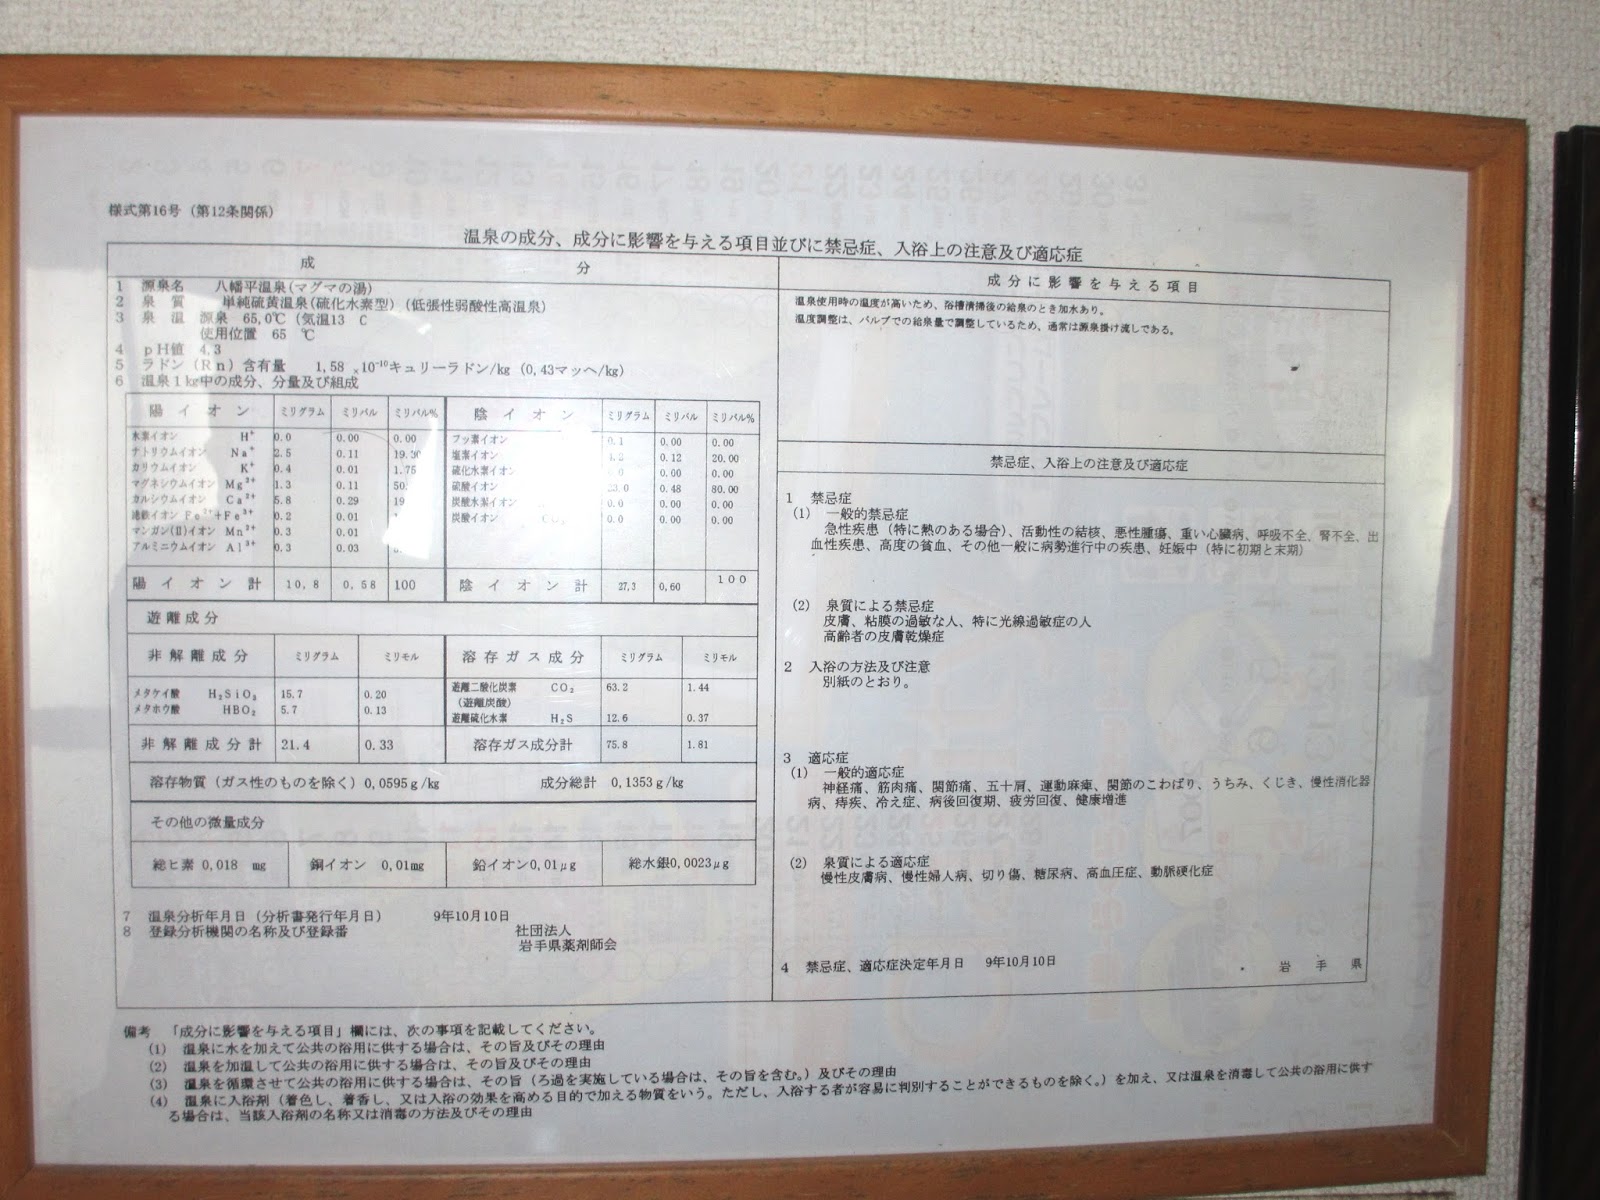 様式第16号（第12条関係）
温泉の成分、成分に影響を与える項目並びに禁忌症、入浴上の注意及び適応症
成　分
1　源泉名　八幡平温泉(マグマの湯)
2　泉　質　単純硫黄温泉(硫化水素型)（低張性弱酸性高温泉）
3　泉　温　源泉　65,0℃（気温13　C
使用位置　65　℃
4　pH値　4,3
5　ラドン（Rn）含有量　1,58 ×10⁻¹⁰キュリーラドン/kg（0,43マッヘ/kg）
6　温泉1kg中の成分、分量及び組成
陽イオン　ミリグラム　ミリバル　ミリバル%　陰イオン　ミリグラム　ミリバル　ミリバル%
水素イオン　H⁺　0.0　0.00　0.00　フッ素イオン　0.1　0.00　0.00
ナトリウムイオン　Na⁺　2.5　0.11　19.30　塩素イオン　0.12　20.00
カリウムイオン　K⁺　0.4　0.01　1.75　硫化水素イオン　0.00　0.00
マグネシウムイオン　Mg²⁺　1.3　0.11　50.　硫酸イオン　0.48　80.00
カルシウムイオン　Ca²⁺　5.8　0.29　19　炭酸水素イオン　0.00　0.00
総鉄イオン　Fe²⁺+Fe³⁺　0.2　0.01　炭酸イオン　CO　0.0　0.00　0.00
マンガン(II)イオン　Mn²⁺　0.3　0.01
アルミニウムイオン　Al³⁺　0.3　0.03
陽イオン計　10,8　0,58　100　陰イオン計　27,3　0,60　100
遊離成分
非解離成分　ミリグラム　ミリモル　溶存ガス成分　ミリグラム　ミリモル
メタケイ酸　H₂SiO₃　15.7　0.20　遊離二酸化炭素　CO₂　63.2　1.44
メタホウ酸　HBO₂　5.7　0.13　（遊離炭酸）
遊離硫化水素　H₂S　12.6　0.37
非解離成分計　21.4　0.33　溶存ガス成分計　75.8　1.81
溶存物質（ガス性のものを除く）0,0595g/kg　成分総計　0,1353g/kg
その他の微量成分
総ヒ素 0,018　mg　銅イオン　0,01mg　鉛イオン0,01μg　総水銀0,0023μg
7　温泉分析年月日（分析書発行年月日）　9年10月10日
8　登録分析機関の名称及び登録番　社団法人
岩手県薬剤師会
成分に影響を与える項目
温泉使用時の温度が高いため、浴槽清掃後の給泉のとき加水あり。
温度調整は、バルブでの給泉量で調整しているため、通常は源泉掛け流しである。
禁忌症、入浴上の注意及び適応症
1　禁忌症
(1)　一般的禁忌症
急性疾患（特に熱のある場合）、活動性の結核、悪性腫瘍、重い心臓病、呼吸不全、腎不全、出
血性疾患、高度の貧血、その他一般に病勢進行中の疾患、妊娠中（特に初期と末期）
(2)　泉質による禁忌症
皮膚、粘膜の過敏な人、特に光線過敏症の人
高齢者の皮膚乾燥症
2　入浴の方法及び注意
別紙のとおり。
3　適応症
(1)　一般的適応症
神経痛、筋肉痛、関節痛、五十肩、運動麻痺、関節のこわばり、うちみ、くじき、慢性消化器
病、痔疾、冷え症、病後回復期、疲労回復、健康増進
(2)　泉質による適応症
慢性皮膚病、慢性婦人病、切り傷、糖尿病、高血圧症、動脈硬化症
4　禁忌症、適応症決定年月日　9年10月10日　岩　手　県
備考　「成分に影響を与える項目」欄には、次の事項を記載してください。
(1)　温泉に水を加えて公共の浴用に供する場合は、その旨及びその理由
(2)　温泉を加温して公共の浴用に供する場合は、その旨及びその理由
(3)　温泉を循環させて公共の浴用に供する場合は、その旨（ろ過を実施している場合は、その旨を含む。）及びその理由
(4)　温泉に入浴剤（着色し、着香し、又は入浴の効果を高める目的で加える物質をいう。ただし、入浴する者が容易に判別することができるものを除く。）を加え、又は温泉を消毒して公共の浴用に供す
る場合は、当該入浴剤の名称又は消毒の方法及びその理由